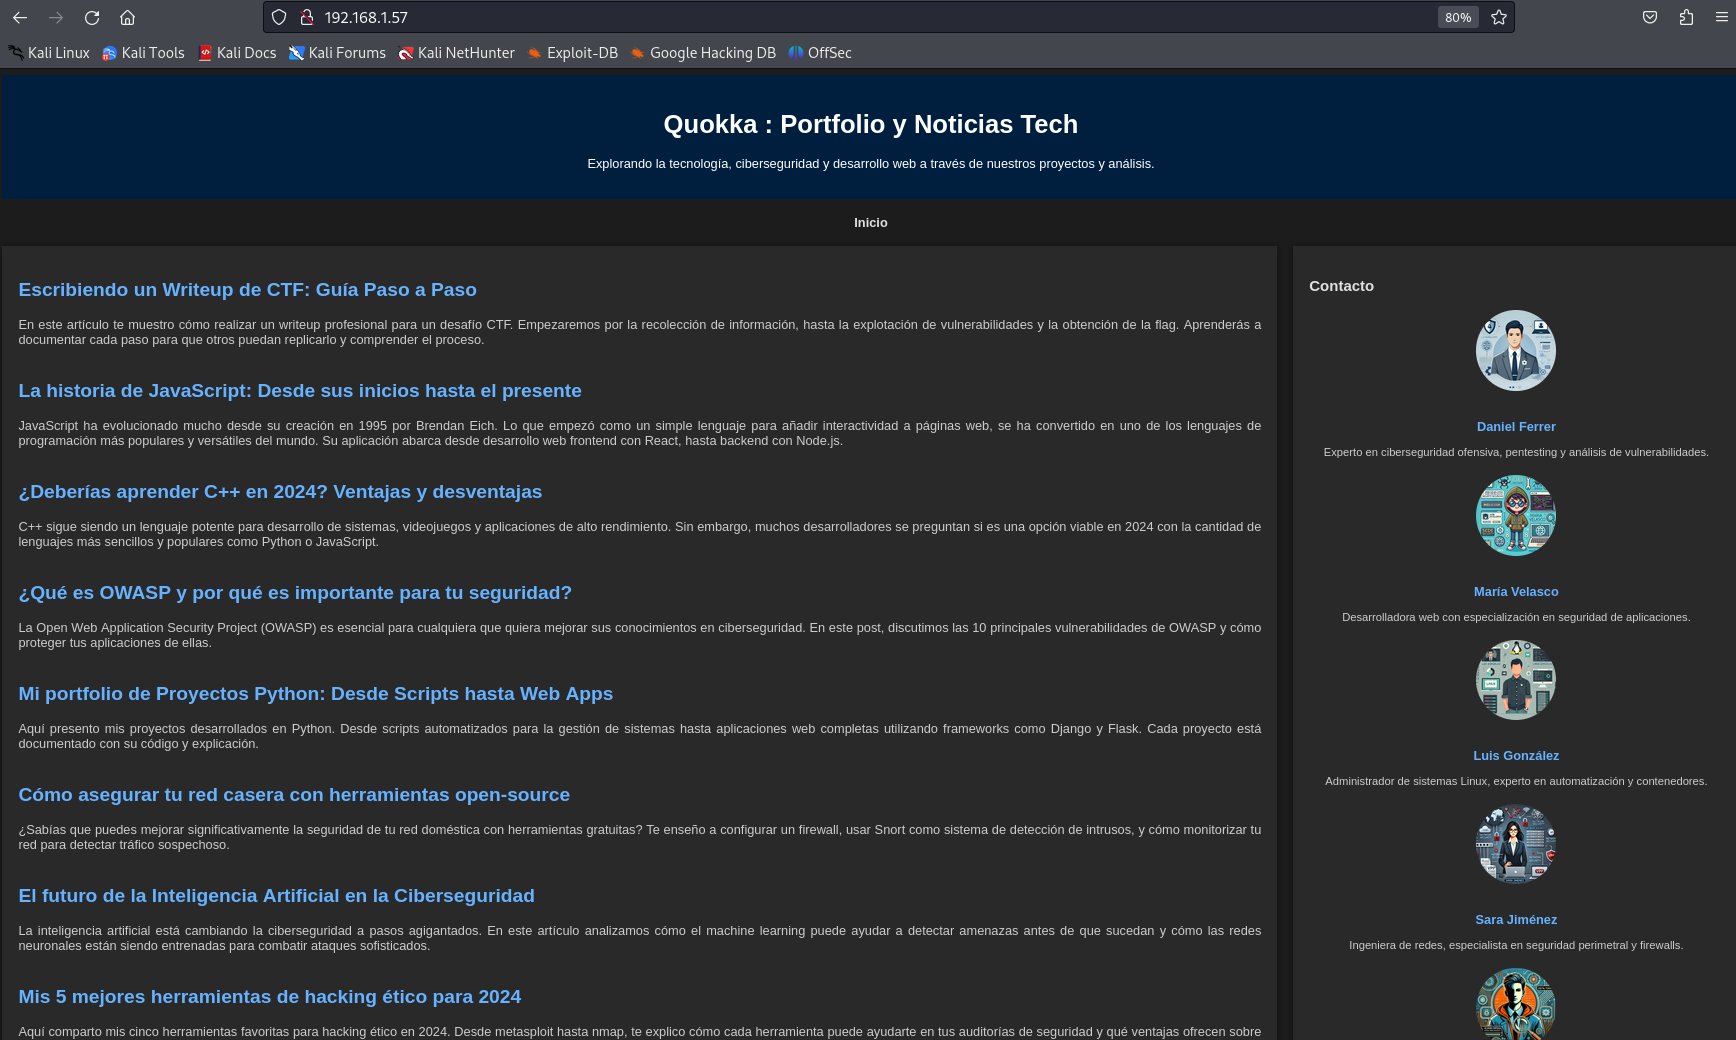 192.168.1.57
80%
Kali Linux Kali Tools Kali Docs Kali Forums Kali NetHunter Exploit-DB Google Hacking DB OffSec
Quokka : Portfolio y Noticias Tech
Explorando la tecnología, ciberseguridad y desarrollo web a través de nuestros proyectos y análisis.
Inicio
Escribiendo un Writeup de CTF: Guía Paso a Paso
En este artículo te muestro cómo realizar un writeup profesional para un desafío CTF. Empezaremos por la recolección de información, hasta la explotación de vulnerabilidades y la obtención de la flag. Aprenderás a
documentar cada paso para que otros puedan replicarlo y comprender el proceso.
La historia de JavaScript: Desde sus inicios hasta el presente
JavaScript ha evolucionado mucho desde su creación en 1995 por Brendan Eich. Lo que empezó como un simple lenguaje para añadir interactividad a páginas web, se ha convertido en uno de los lenguajes de
programación más populares y versátiles del mundo. Su aplicación abarca desde desarrollo web frontend con React, hasta backend con Node.js.
¿Deberías aprender C++ en 2024? Ventajas y desventajas
C++ sigue siendo un lenguaje potente para desarrollo de sistemas, videojuegos y aplicaciones de alto rendimiento. Sin embargo, muchos desarrolladores se preguntan si es una opción viable en 2024 con la cantidad de
lenguajes más sencillos y populares como Python o JavaScript.
¿Qué es OWASP y por qué es importante para tu seguridad?
La Open Web Application Security Project (OWASP) es esencial para cualquiera que quiera mejorar sus conocimientos en ciberseguridad. En este post, discutimos las 10 principales vulnerabilidades de OWASP y cómo
proteger tus aplicaciones de ellas.
Mi portfolio de Proyectos Python: Desde Scripts hasta Web Apps
Aquí presento mis proyectos desarrollados en Python. Desde scripts automatizados para la gestión de sistemas hasta aplicaciones web completas utilizando frameworks como Django y Flask. Cada proyecto está
documentado con su código y explicación.
Cómo asegurar tu red casera con herramientas open-source
¿Sabías que puedes mejorar significativamente la seguridad de tu red doméstica con herramientas gratuitas? Te enseño a configurar un firewall, usar Snort como sistema de detección de intrusos, y cómo monitorizar tu
red para detectar tráfico sospechoso.
El futuro de la Inteligencia Artificial en la Ciberseguridad
La inteligencia artificial está cambiando la ciberseguridad a pasos agigantados. En este artículo analizamos cómo el machine learning puede ayudar a detectar amenazas antes de que sucedan y cómo las redes
neuronales están siendo entrenadas para combatir ataques sofisticados.
Mis 5 mejores herramientas de hacking ético para 2024
Aquí comparto mis cinco herramientas favoritas para hacking ético en 2024. Desde metasploit hasta nmap, te explico cómo cada herramienta puede ayudarte en tus auditorías de seguridad y qué ventajas ofrecen sobre
Contacto
Daniel Ferrer
Experto en ciberseguridad ofensiva, pentesting y análisis de vulnerabilidades.
María Velasco
Desarrolladora web con especialización en seguridad de aplicaciones.
Luis González
Administrador de sistemas Linux, experto en automatización y contenedores.
Sara Jiménez
Ingeniera de redes, especialista en seguridad perimetral y firewalls.